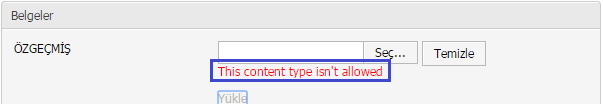 Belgeler
ÖZGEÇMİŞ
Seç... Temizle
This content type isn't allowed
Yükle